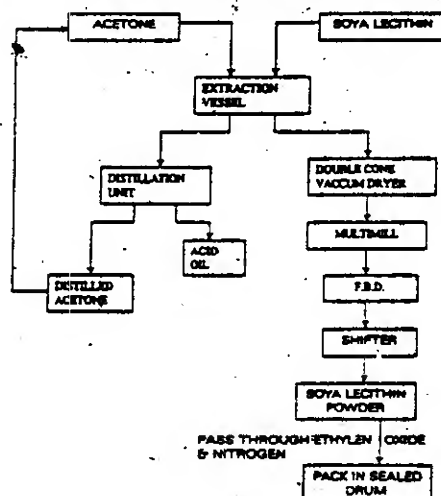 ACETONE
SOYA LECITHIN
EXTRACTION
VESSEL
DISTILLATION
UNIT
DOUBLE CONE
VACCUM DRYER
ACID
OIL
MULTIMILL
DISTILLED
ACETONE
F.B.D.
SHIFTER
SOYA LECITHIN
POWDER
PASS THROUGH ETHYLEN OXIDE
& NITROGEN
PACK IN SEALED
DRUM